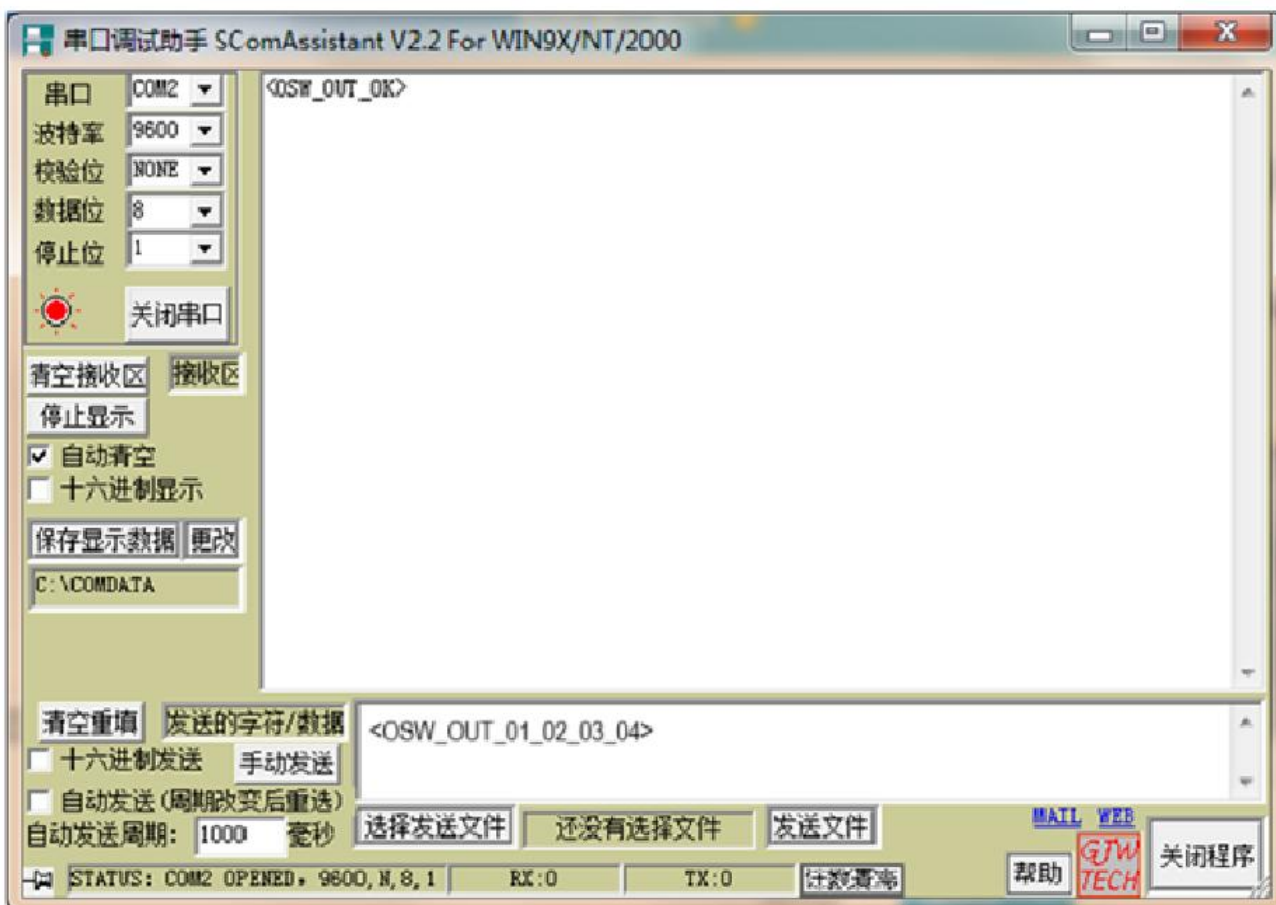 串口调试助手 SComAssistant V2.2 For WIN9X/NT/2000
串口 COM2
波特率 9600
校验位 NONE
数据位 8
停止位 1
关闭串口
清空接收区 接收区
停止显示
自动清空
十六进制显示
保存显示数据 更改
C:\COMDATA
<OSW_OUT_OK>
清空重填 发送的字符/数据
<OSW_OUT_01_02_03_04>
十六进制发送 手动发送
自动发送(周期改变后重选)
自动发送周期: 1000 毫秒
选择发送文件 还没有选择文件 发送文件
MAIL WEB
STATUS: COM2 OPENED, 9600,N,8,1 RX:0 TX:0 计数清零
帮助 GJW TECH 关闭程序